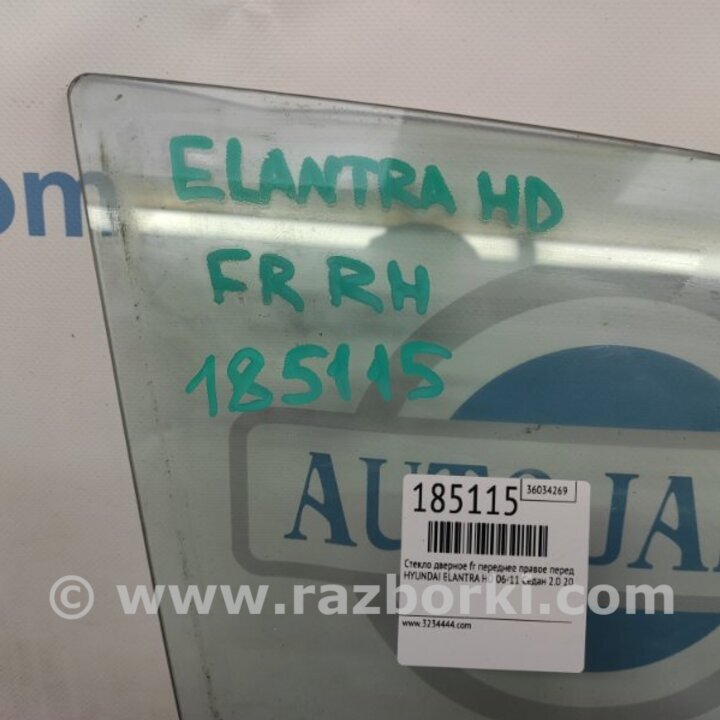 om
ELANTRA HD
FR RH
185115
AUTO JA
185115
36034269
Стекло дверное fr переднее правое перед
HYUNDAI ELANTRA HD 06-11 седан 2.0 20
© www.razborki.com
www.3234444.com